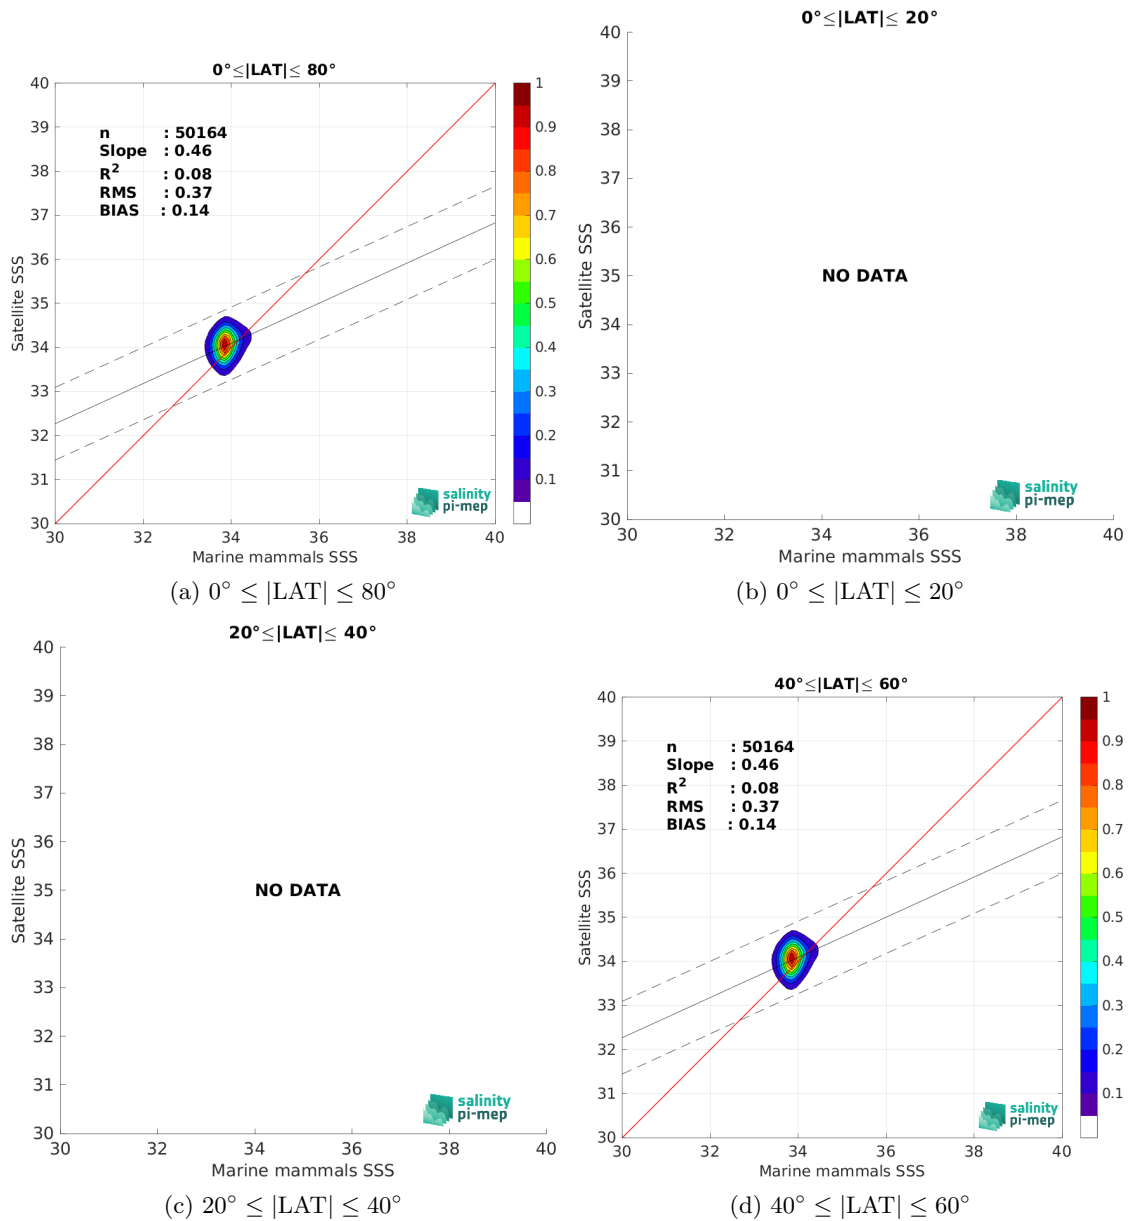 0°≤|LAT|≤ 80°
n : 50164
Slope : 0.46
R² : 0.08
RMS : 0.37
BIAS : 0.14
40
39
38
37
36
35
34
33
32
31
30
Satellite SSS
30 32 34 36 38 40
Marine mammals SSS
1
0.9
0.8
0.7
0.6
0.5
0.4
0.3
0.2
0.1
salinity
pi-mep
(a) 0° ≤ |LAT| ≤ 80°
0°≤|LAT|≤ 20°
40
39
38
37
36
35
34
33
32
31
30
Satellite SSS
NO DATA
30 32 34 36 38 40
Marine mammals SSS
salinity
pi-mep
(b) 0° ≤ |LAT| ≤ 20°
20°≤|LAT|≤ 40°
40
39
38
37
36
35
34
33
32
31
30
Satellite SSS
NO DATA
30 32 34 36 38 40
Marine mammals SSS
salinity
pi-mep
(c) 20° ≤ |LAT| ≤ 40°
40°≤|LAT|≤ 60°
n : 50164
Slope : 0.46
R² : 0.08
RMS : 0.37
BIAS : 0.14
40
39
38
37
36
35
34
33
32
31
30
Satellite SSS
30 32 34 36 38 40
Marine mammals SSS
1
0.9
0.8
0.7
0.6
0.5
0.4
0.3
0.2
0.1
salinity
pi-mep
(d) 40° ≤ |LAT| ≤ 60°